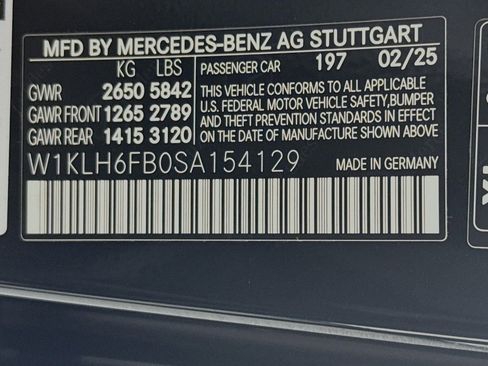 MFD BY MERCEDES-BENZ AG STUTTGART
KG LBS PASSENGER CAR 197 02/25
GVWR 2650 5842
GAWR FRONT 1265 2789
GAWR REAR 1415 3120
THIS VEHICLE CONFORMS TO ALL APPLICABLE
U.S. FEDERAL MOTOR VEHICLE SAFETY, BUMPER
AND THEFT PREVENTION STANDARDS IN EFFECT
ON THE DATE OF MANUFACTURE SHOWN ABOVE.
W1KLH6FB0SA154129 MADE IN GERMANY